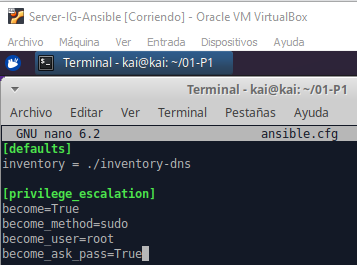 Server-IG-Ansible [Corriendo] - Oracle VM VirtualBox
Archivo Máquina Ver Entrada Dispositivos Ayuda
Terminal - kai@kai: ~/01-P1
Terminal - kai@kai: ~/01-P1
Archivo Editar Ver Terminal Pestañas Ayuda
GNU nano 6.2 ansible.cfg
[defaults]
inventory = ./inventory-dns
[privilege_escalation]
become=True
become_method=sudo
become_user=root
become_ask_pass=True